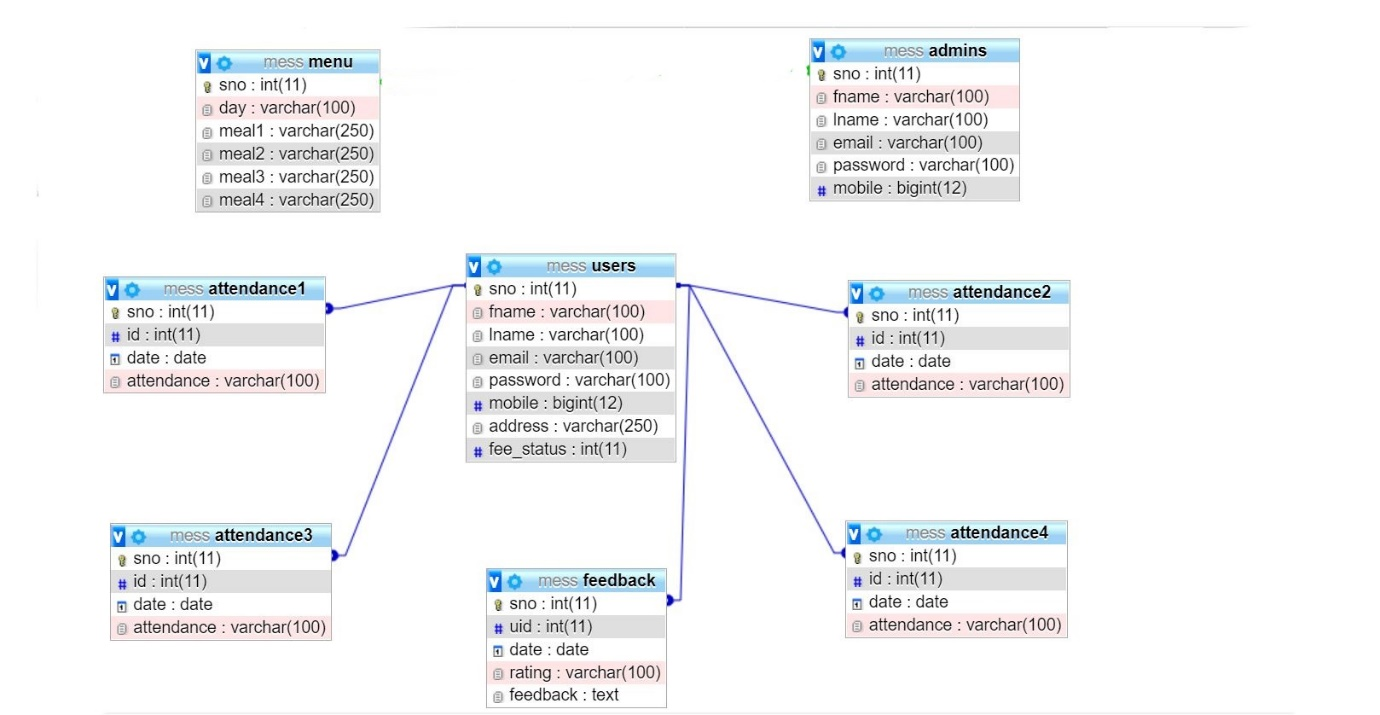 mess menu
sno : int(11)
day : varchar(100)
meal1 : varchar(250)
meal2 : varchar(250)
meal3 : varchar(250)
meal4 : varchar(250)
mess admins
sno : int(11)
fname : varchar(100)
lname : varchar(100)
email : varchar(100)
password : varchar(100)
# mobile : bigint(12)
mess attendance1
sno : int(11)
# id : int(11)
date : date
attendance : varchar(100)
mess users
sno : int(11)
fname : varchar(100)
lname : varchar(100)
email : varchar(100)
password : varchar(100)
# mobile : bigint(12)
address : varchar(250)
# fee_status : int(11)
mess attendance2
sno : int(11)
# id : int(11)
date : date
attendance : varchar(100)
mess attendance3
sno : int(11)
# id : int(11)
date : date
attendance : varchar(100)
mess feedback
sno : int(11)
# uid : int(11)
date : date
rating : varchar(100)
feedback : text
mess attendance4
sno : int(11)
# id : int(11)
date : date
attendance : varchar(100)